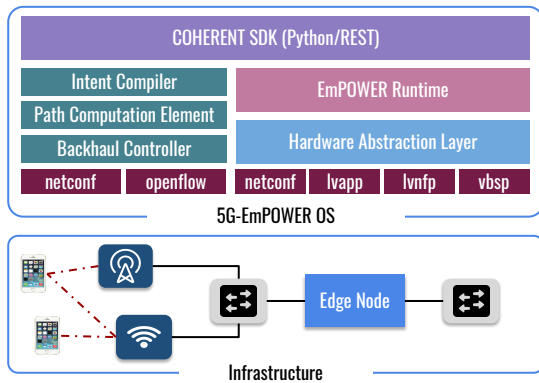 COHERENT SDK (Python/REST)
Intent Compiler
Path Computation Element
Backhaul Controller
EmPOWER Runtime
Hardware Abstraction Layer
netconf openflow netconf lvapp lvnfp vbsp
5G-EmPOWER OS
Edge Node
Infrastructure